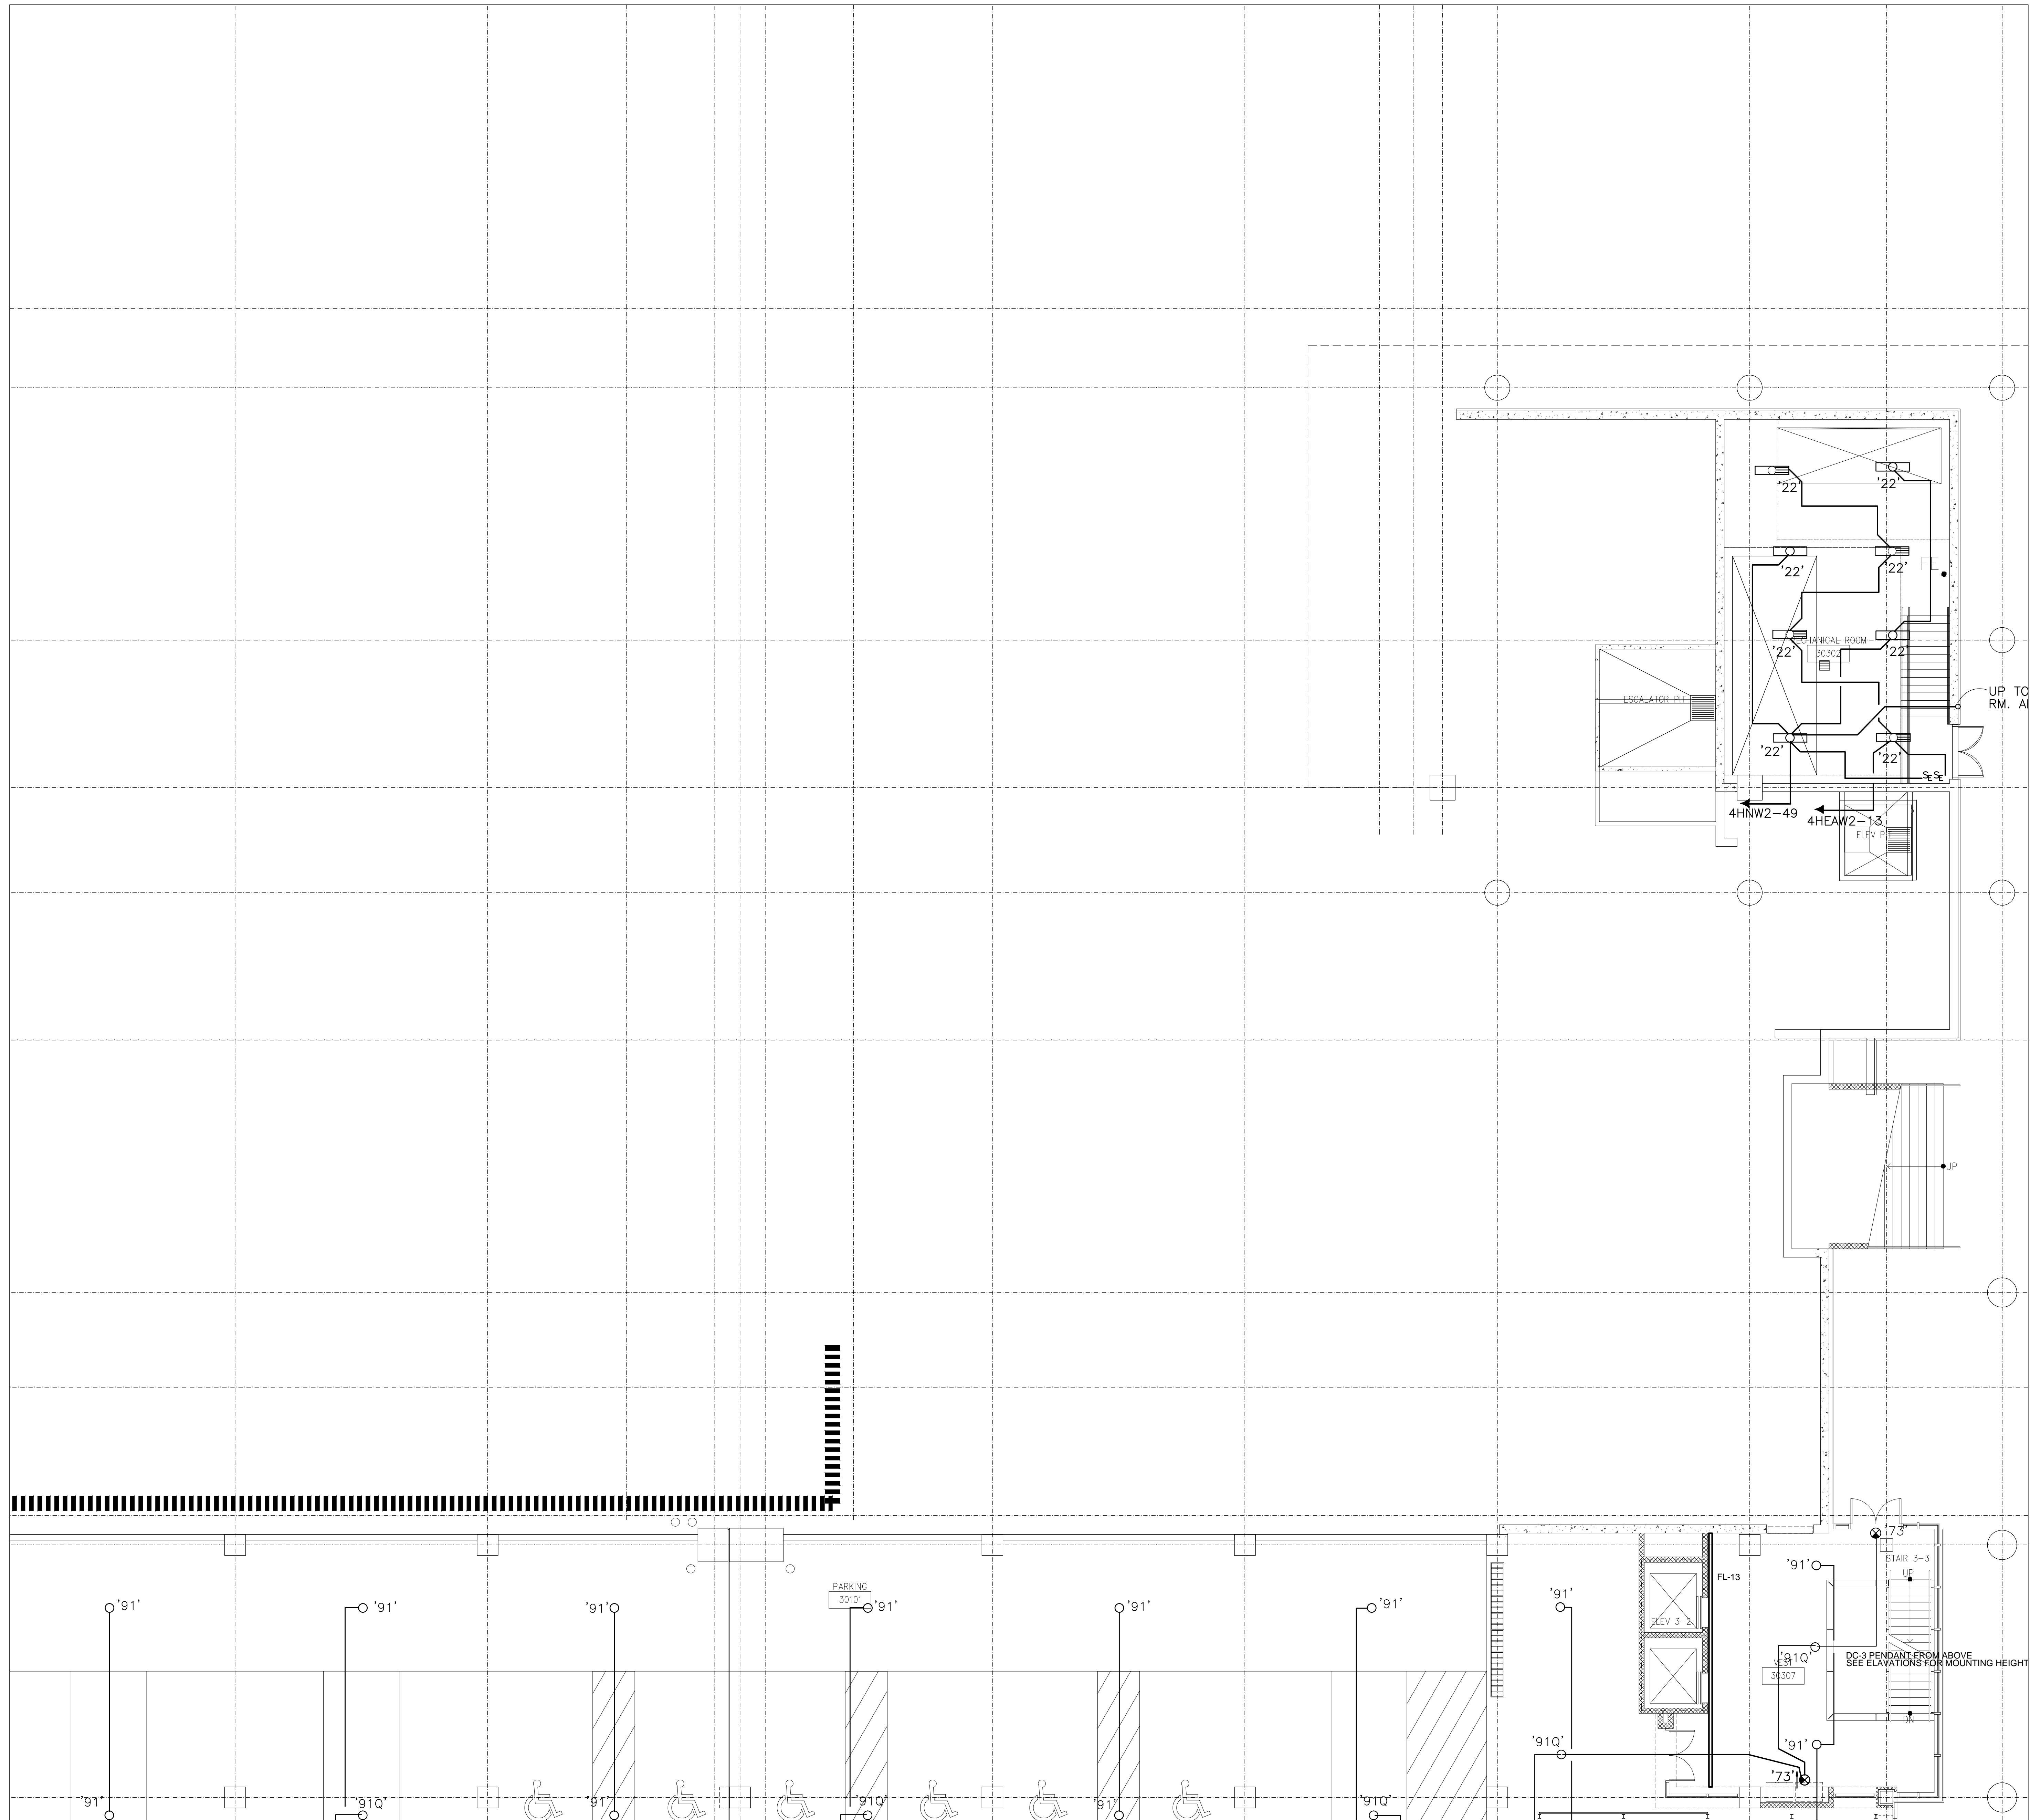 '22'
'22'
'22'
'22'
FE
MECHANICAL ROOM
30302
'22'
'22'
UP TO
RM. A
ESCALATOR PIT
'22'
'22'
4HNW2-49
4HEAW2-13
ELEV PIT
UP
'73'
STAIR 3-3
'91'
UP
FL-13
PARKING
30101
'91'
'91'
'91'
'91'
'91'
'91'
'91'
ELEV 3-2
'91Q'
DC-3 PENDANT FROM ABOVE
SEE ELAVATIONS FOR MOUNTING HEIGHT
VEST
30307
DN
'91Q'
'91'
'73'
'91'
'91Q'
'91'
'91Q'
'91'
'91Q'